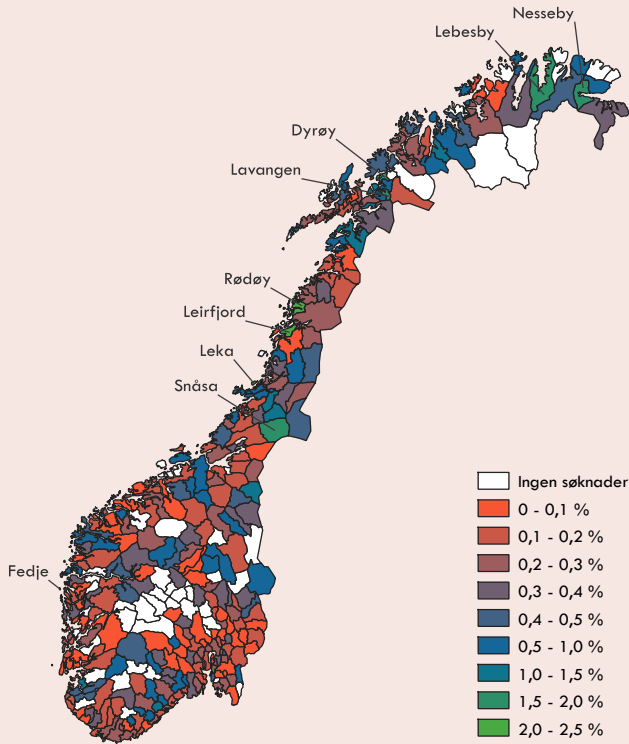 Nesseby
Lebesby
Dyrøy
Lavangen
Rødøy
Leirfjord
Leka
Snåsa
Fedje
Ingen søknader
0 - 0,1 %
0,1 - 0,2 %
0,2 - 0,3 %
0,3 - 0,4 %
0,4 - 0,5 %
0,5 - 1,0 %
1,0 - 1,5 %
1,5 - 2,0 %
2,0 - 2,5 %